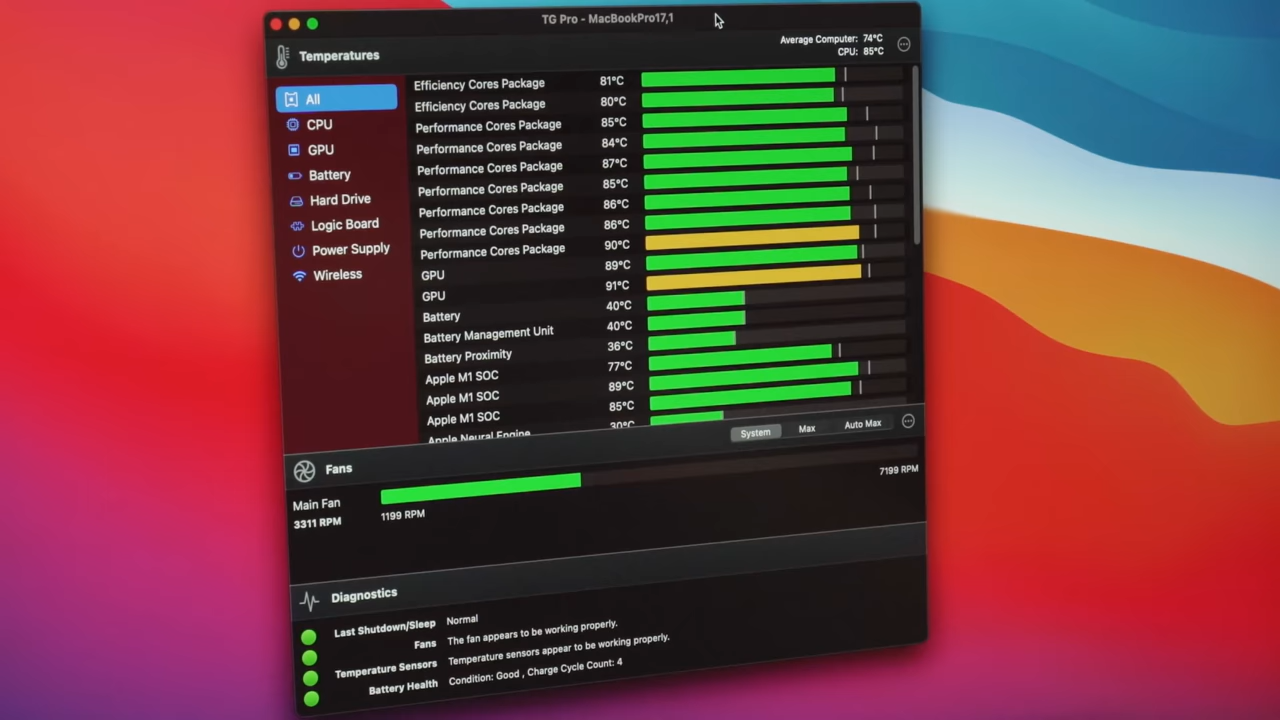 TG Pro - MacBookPro17,1
Temperatures
Average Computer: 74°C
CPU: 85°C
All
CPU
GPU
Battery
Hard Drive
Logic Board
Power Supply
Wireless
Efficiency Cores Package 81°C
Efficiency Cores Package 80°C
Performance Cores Package 85°C
Performance Cores Package 84°C
Performance Cores Package 87°C
Performance Cores Package 85°C
Performance Cores Package 86°C
Performance Cores Package 86°C
Performance Cores Package 90°C
GPU 89°C
GPU 91°C
Battery 40°C
Battery Management Unit 40°C
Battery Proximity 36°C
Apple M1 SOC 77°C
Apple M1 SOC 89°C
Apple M1 SOC 85°C
Apple Neural Engine 30°C
System Max Auto Max
Fans
Main Fan
3311 RPM
1199 RPM
7199 RPM
Diagnostics
Last Shutdown/Sleep Normal
Fans The fan appears to be working properly.
Temperature Sensors Temperature sensors appear to be working properly.
Battery Health Condition: Good , Charge Cycle Count: 4